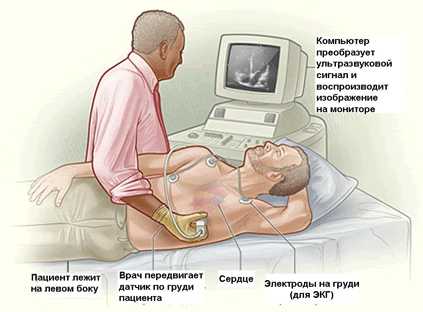 Компьютер
преобразует
ультразвуковой
сигнал и
воспроизводит
изображение
на мониторе
Пациент лежит
на левом боку
Врач передвигает
датчик по груди
пациента
Сердце
Электроды на груди
(для ЭКГ)